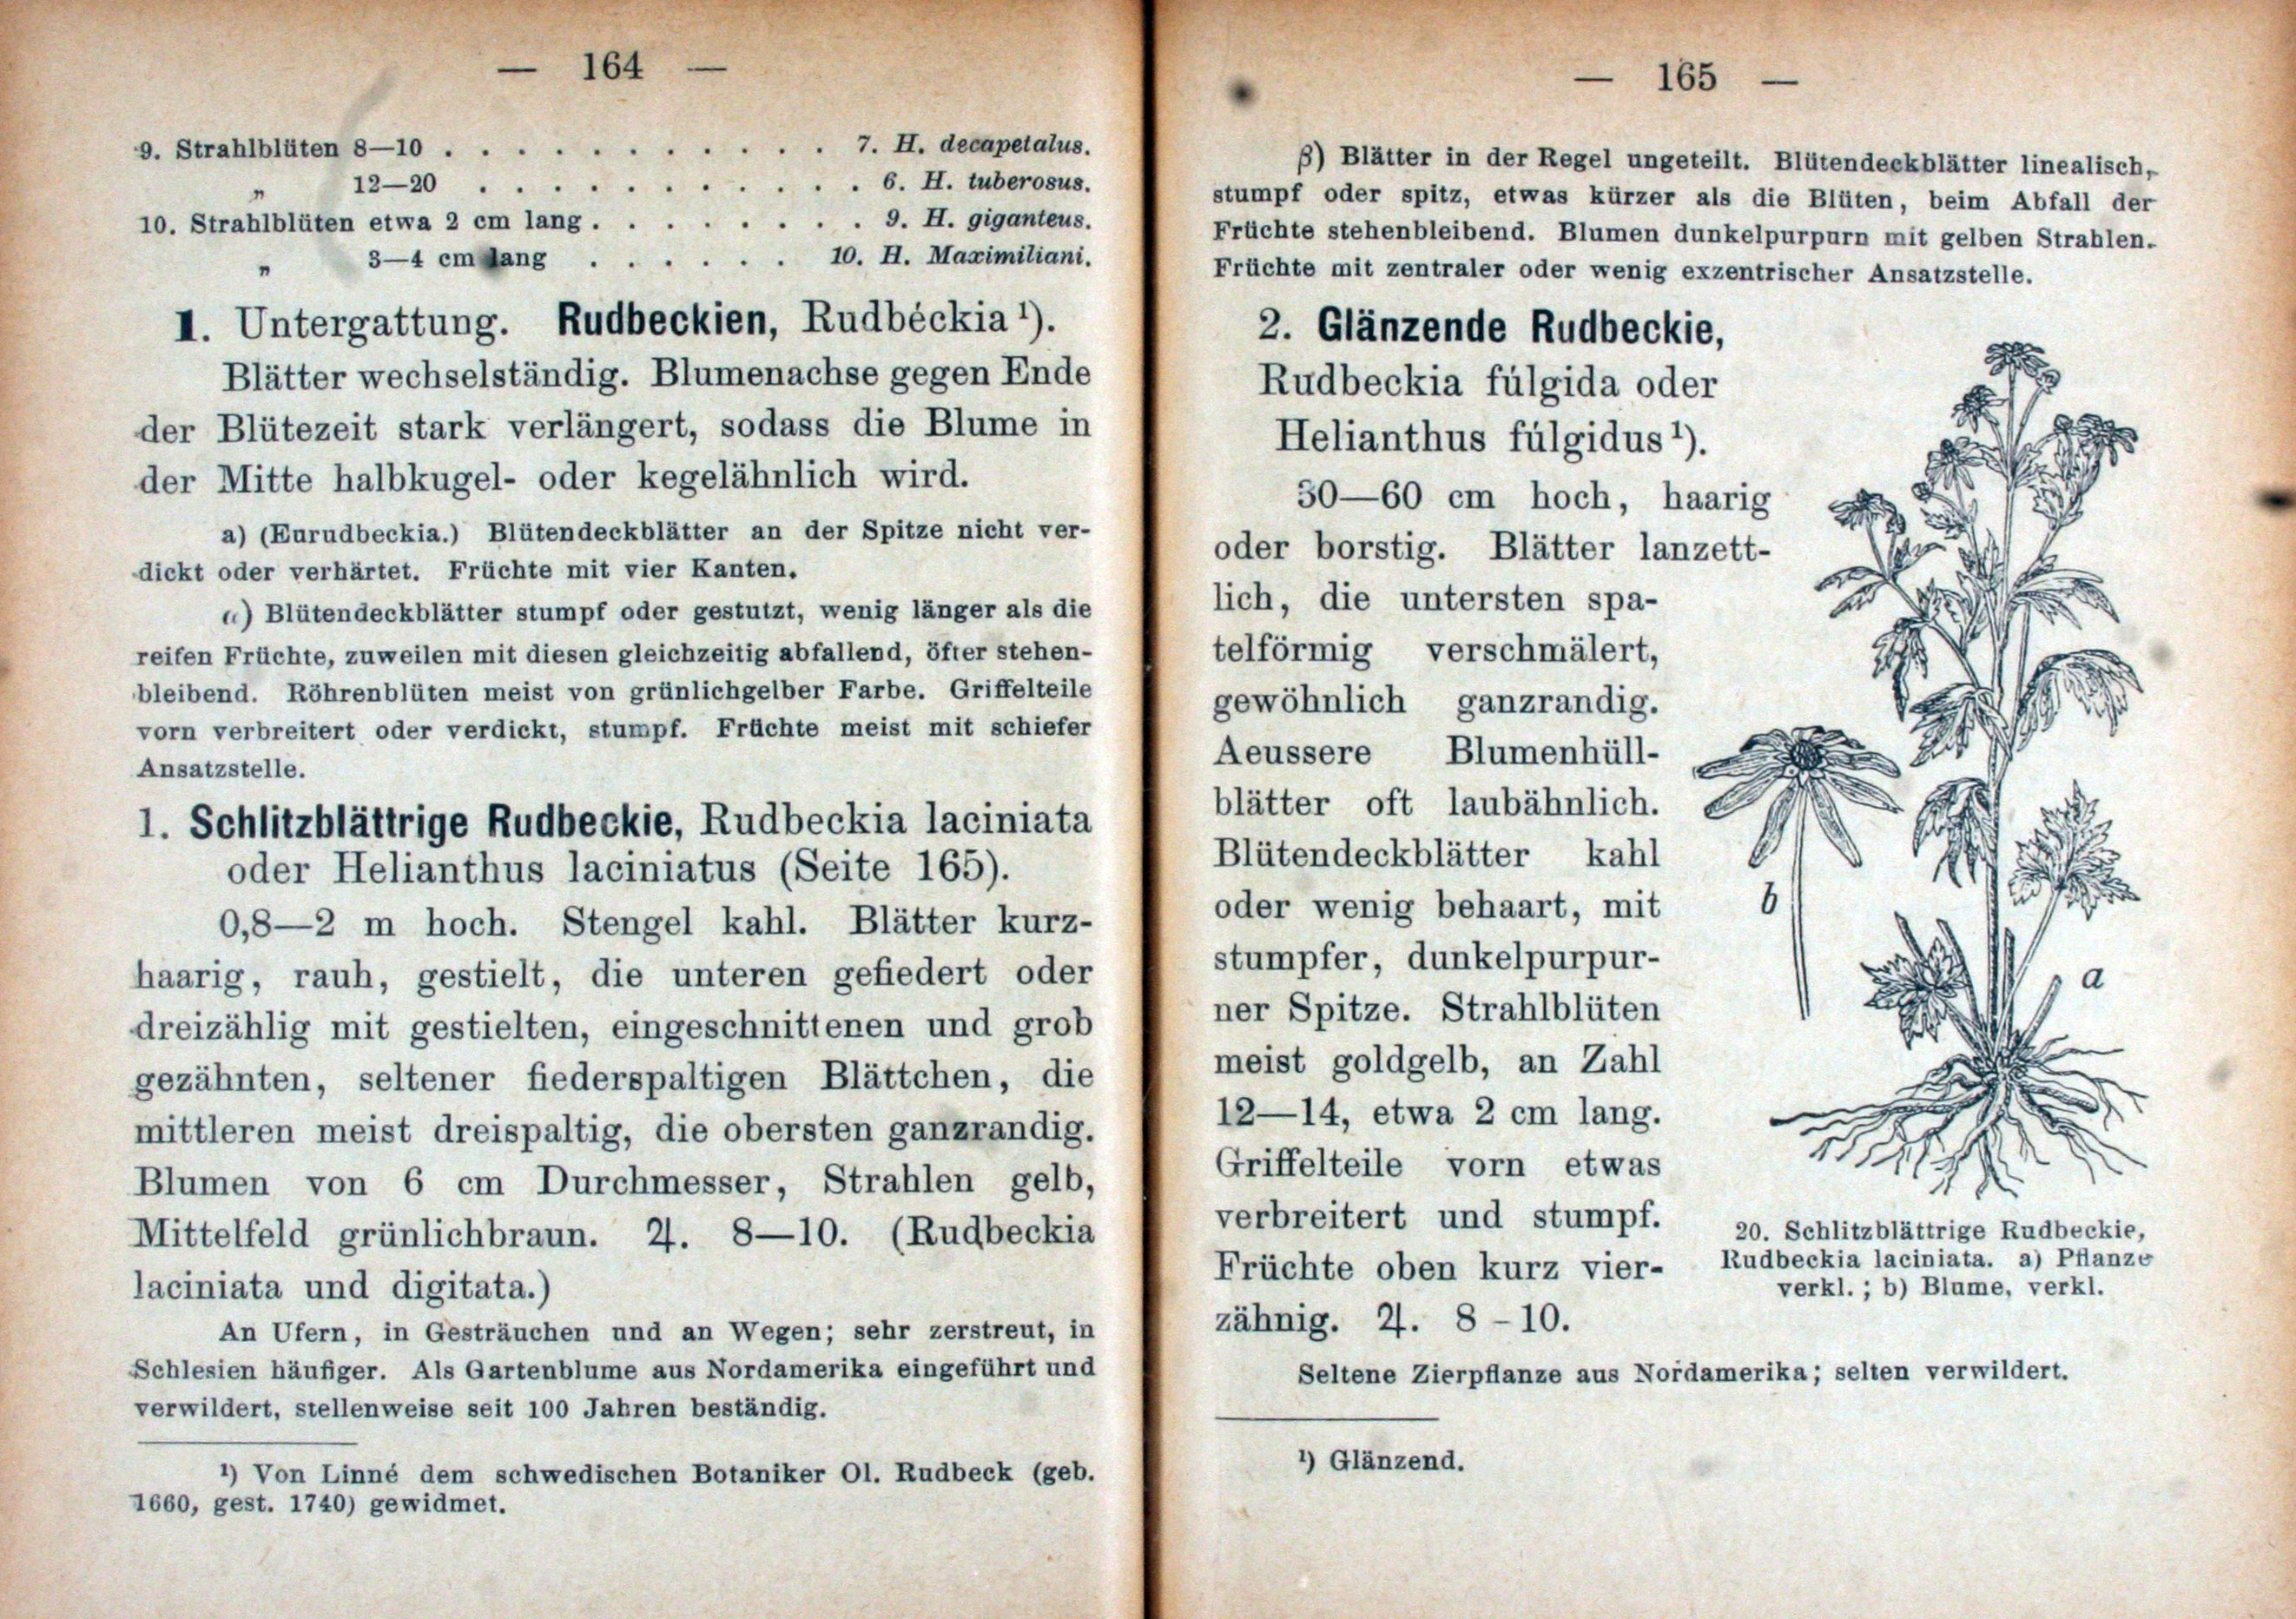 — 164 —
9. Strahlblüten 8—10 . . . . . . . . . . . 7. H. decapetalus.
„ 12—20 . . . . . . . . . . . 6. H. tuberosus.
10. Strahlblüten etwa 2 cm lang . . . . . . . . 9. H. giganteus.
„ 3—4 cm lang . . . . . . 10. H. Maximiliani.
I. Untergattung. Rudbeckien, Rudbéckia ¹).
Blätter wechselständig. Blumenachse gegen Ende
der Blütezeit stark verlängert, sodass die Blume in
der Mitte halbkugel- oder kegelähnlich wird.
a) (Eurudbeckia.) Blütendeckblätter an der Spitze nicht ver-
dickt oder verhärtet. Früchte mit vier Kanten.
α) Blütendeckblätter stumpf oder gestutzt, wenig länger als die
reifen Früchte, zuweilen mit diesen gleichzeitig abfallend, öfter stehen-
bleibend. Röhrenblüten meist von grünlichgelber Farbe. Griffelteile
vorn verbreitert oder verdickt, stumpf. Früchte meist mit schiefer
Ansatzstelle.
1. Schlitzblättrige Rudbeckie, Rudbeckia laciniata
oder Helianthus laciniatus (Seite 165).
0,8—2 m hoch. Stengel kahl. Blätter kurz-
haarig, rauh, gestielt, die unteren gefiedert oder
dreizählig mit gestielten, eingeschnittenen und grob
gezähnten, seltener fiederspaltigen Blättchen, die
mittleren meist dreispaltig, die obersten ganzrandig.
Blumen von 6 cm Durchmesser, Strahlen gelb,
Mittelfeld grünlichbraun. ♃. 8—10. (Rudbeckia
laciniata und digitata.)
An Ufern, in Gesträuchen und an Wegen; sehr zerstreut, in
Schlesien häufiger. Als Gartenblume aus Nordamerika eingeführt und
verwildert, stellenweise seit 100 Jahren beständig.
¹) Von Linné dem schwedischen Botaniker Ol. Rudbeck (geb.
1660, gest. 1740) gewidmet.
— 165 —
β) Blätter in der Regel ungeteilt. Blütendeckblätter linealisch,
stumpf oder spitz, etwas kürzer als die Blüten, beim Abfall der
Früchte stehenbleibend. Blumen dunkelpurpurn mit gelben Strahlen.
Früchte mit zentraler oder wenig exzentrischer Ansatzstelle.
2. Glänzende Rudbeckie,
Rudbeckia fúlgida oder
Helianthus fúlgidus ¹).
30—60 cm hoch, haarig
oder borstig. Blätter lanzett-
lich, die untersten spa-
telförmig verschmälert,
gewöhnlich ganzrandig.
Aeussere Blumenhüll-
blätter oft laubähnlich.
Blütendeckblätter kahl
oder wenig behaart, mit
stumpfer, dunkelpurpur-
ner Spitze. Strahlblüten
meist goldgelb, an Zahl
12—14, etwa 2 cm lang.
Griffelteile vorn etwas
verbreitert und stumpf.
Früchte oben kurz vier-
zähnig. ♃. 8–10.
b
a
20. Schlitzblättrige Rudbeckie,
Rudbeckia laciniata. a) Pflanze
verkl.; b) Blume, verkl.
Seltene Zierpflanze aus Nordamerika; selten verwildert.
¹) Glänzend.